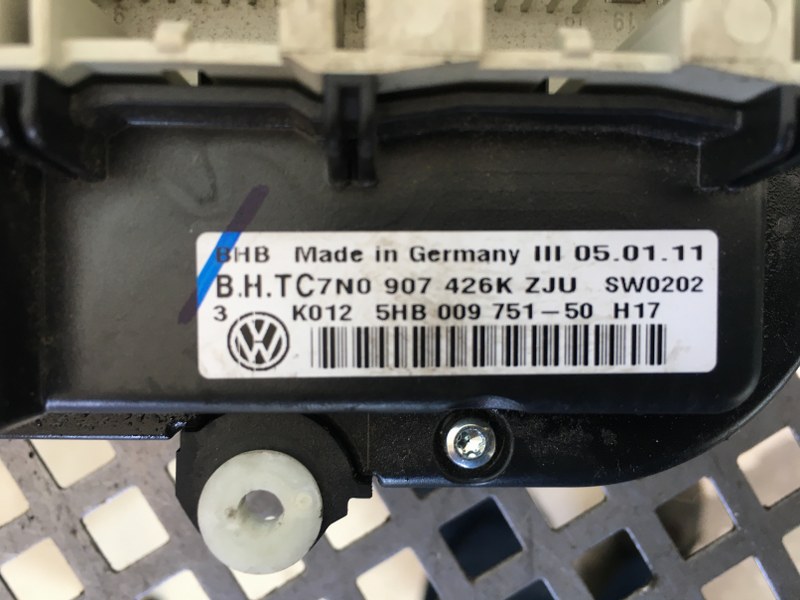 19
BHB Made in Germany III 05.01.11
B.H.TC7N0 907 426K ZJU SW0202
3 K012 5HB 009 751-50 H17